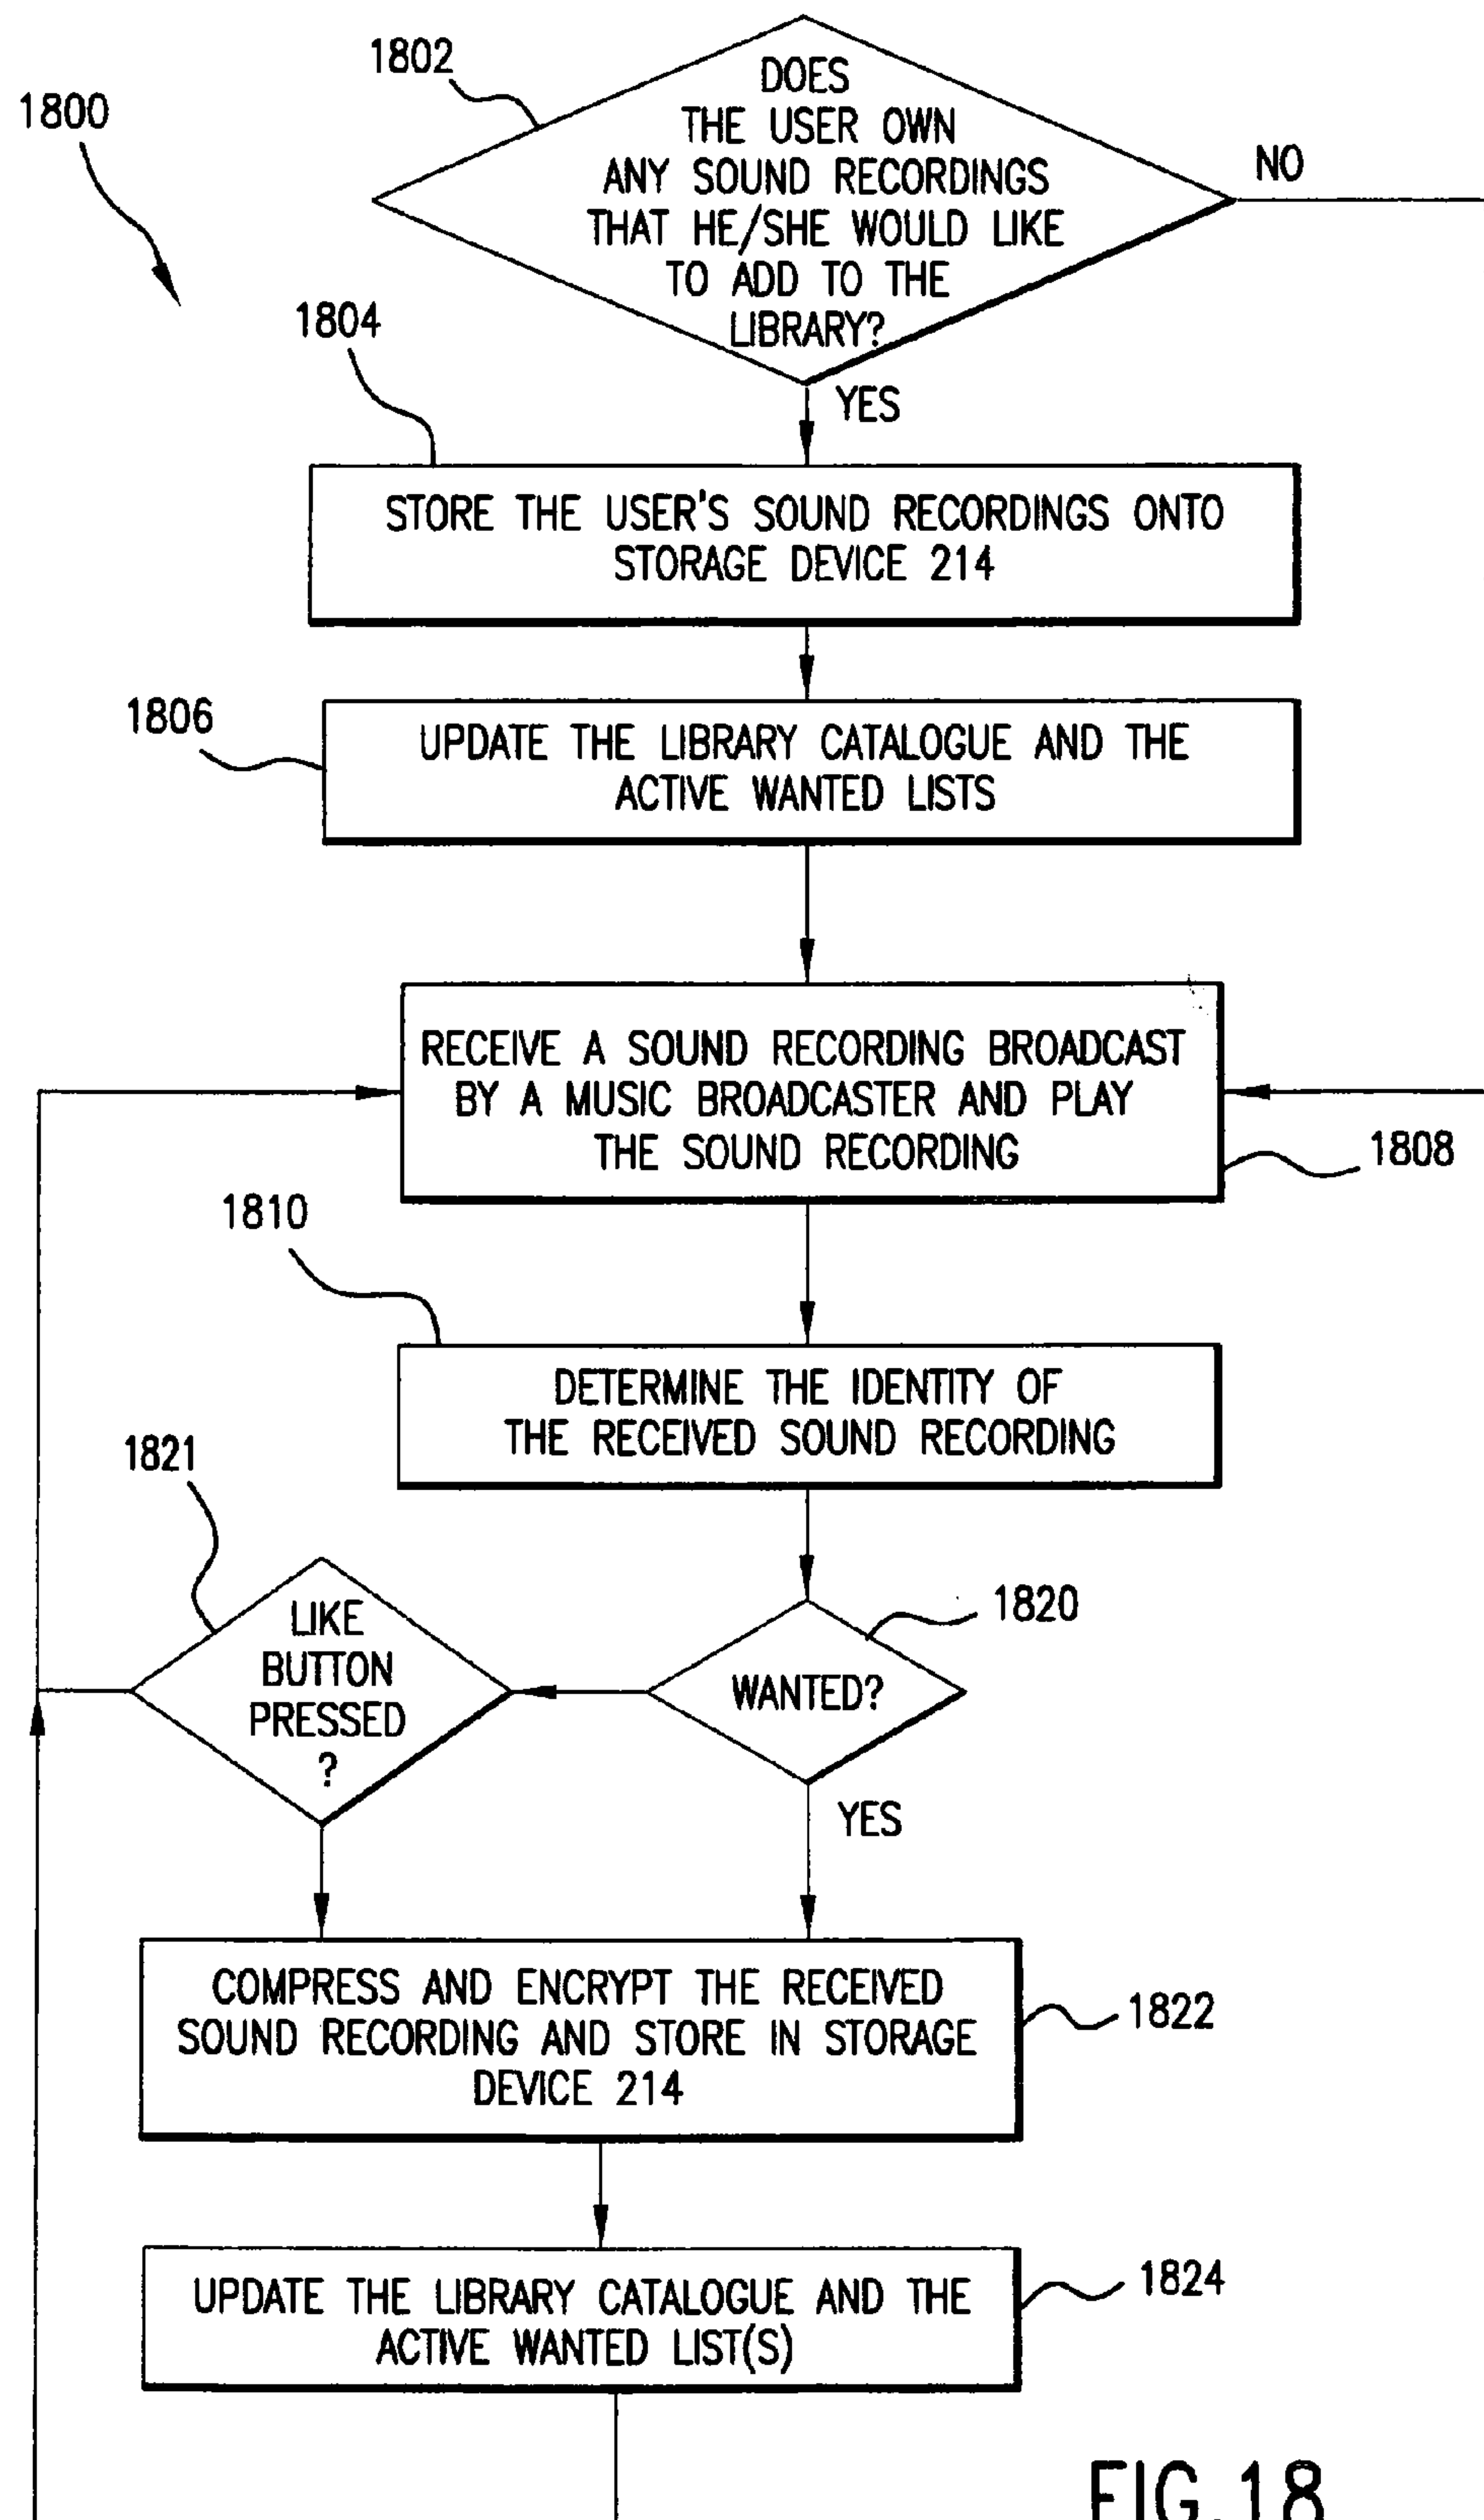 1800
1802
DOES
THE USER OWN
ANY SOUND RECORDINGS
THAT HE/SHE WOULD LIKE
TO ADD TO THE
LIBRARY?
NO
YES
1804
STORE THE USER'S SOUND RECORDINGS ONTO
STORAGE DEVICE 214
1806
UPDATE THE LIBRARY CATALOGUE AND THE
ACTIVE WANTED LISTS
RECEIVE A SOUND RECORDING BROADCAST
BY A MUSIC BROADCASTER AND PLAY
THE SOUND RECORDING
1808
1810
DETERMINE THE IDENTITY OF
THE RECEIVED SOUND RECORDING
1821
LIKE
BUTTON
PRESSED
?
1820
WANTED?
YES
COMPRESS AND ENCRYPT THE RECEIVED
SOUND RECORDING AND STORE IN STORAGE
DEVICE 214
1822
UPDATE THE LIBRARY CATALOGUE AND THE
ACTIVE WANTED LIST(S)
1824
FIG.18